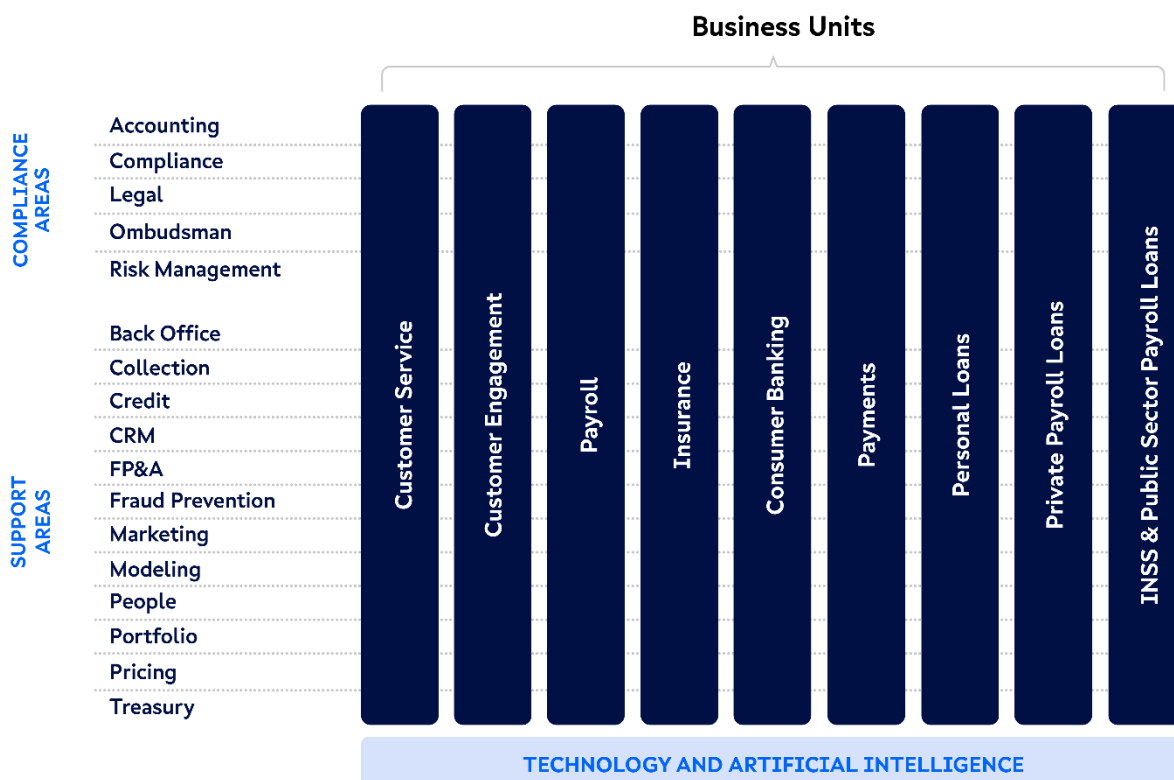 Business Units
COMPLIANCE
AREAS
Accounting
Compliance
Legal
Ombudsman
Risk Management
SUPPORT
AREAS
Back Office
Collection
Credit
CRM
FP&A
Fraud Prevention
Marketing
Modeling
People
Portfolio
Pricing
Treasury
Customer Service
Customer Engagement
Payroll
Insurance
Consumer Banking
Payments
Personal Loans
Private Payroll Loans
INSS & Public Sector Payroll Loans
TECHNOLOGY AND ARTIFICIAL INTELLIGENCE